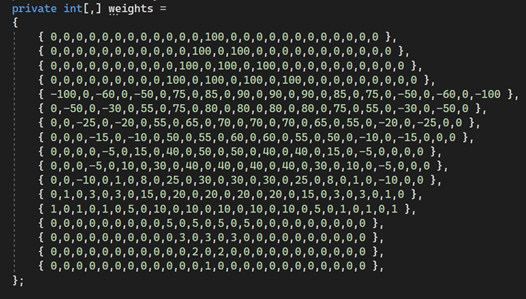 private int[,] weights =
{
{ 0,0,0,0,0,0,0,0,0,0,0,0,100,0,0,0,0,0,0,0,0,0,0,0,0 },
{ 0,0,0,0,0,0,0,0,0,0,0,100,0,100,0,0,0,0,0,0,0,0,0,0,0 },
{ 0,0,0,0,0,0,0,0,0,0,100,0,100,0,100,0,0,0,0,0,0,0,0,0,0 },
{ 0,0,0,0,0,0,0,0,0,100,0,100,0,100,0,100,0,0,0,0,0,0,0,0,0 },
{ -100,0,-60,0,-50,0,75,0,85,0,90,0,90,0,90,0,85,0,75,0,-50,0,-60,0,-100 },
{ 0,-50,0,-30,0,55,0,75,0,80,0,80,0,80,0,80,0,75,0,55,0,-30,0,-50,0 },
{ 0,0,-25,0,-20,0,55,0,65,0,70,0,70,0,70,0,65,0,55,0,-20,0,-25,0,0 },
{ 0,0,0,-15,0,-10,0,50,0,55,0,60,0,60,0,55,0,50,0,-10,0,-15,0,0,0 },
{ 0,0,0,0,-5,0,15,0,40,0,50,0,50,0,40,0,40,0,15,0,-5,0,0,0,0 },
{ 0,0,0,-5,0,10,0,30,0,40,0,40,0,40,0,40,0,30,0,10,0,-5,0,0,0 },
{ 0,0,-10,0,1,0,8,0,25,0,30,0,30,0,30,0,25,0,8,0,1,0,-10,0,0 },
{ 0,1,0,3,0,3,0,15,0,20,0,20,0,20,0,20,0,15,0,3,0,3,0,1,0 },
{ 1,0,1,0,1,0,5,0,10,0,10,0,10,0,10,0,10,0,5,0,1,0,1,0,1 },
{ 0,0,0,0,0,0,0,0,0,5,0,5,0,5,0,5,0,0,0,0,0,0,0,0,0 },
{ 0,0,0,0,0,0,0,0,0,0,3,0,3,0,3,0,0,0,0,0,0,0,0,0,0 },
{ 0,0,0,0,0,0,0,0,0,0,0,2,0,2,0,0,0,0,0,0,0,0,0,0,0 },
{ 0,0,0,0,0,0,0,0,0,0,0,0,1,0,0,0,0,0,0,0,0,0,0,0,0 },
};